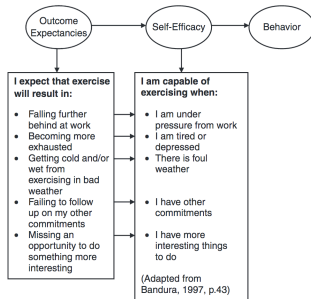 Outcome
Expectancies
Self-Efficacy
Behavior
I expect that exercise
will result in:
• Falling further
behind at work
• Becoming more
exhausted
• Getting cold and/or
wet from
exercising in bad
weather
• Failing to follow
up on my other
commitments
• Missing an
opportunity to do
something more
interesting
I am capable of
exercising when:
• I am under
pressure from work
• I am tired or
depressed
• There is foul
weather
• I have other
commitments
• I have more
interesting things
to do
(Adapted from
Bandura, 1997, p.43)